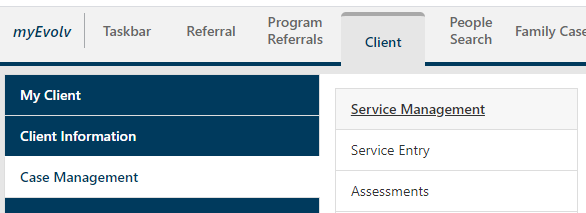 myEvolv
Taskbar
Referral
Program
Referrals
Client
People
Search
Family Case
My Client
Client Information
Case Management
Service Management
Service Entry
Assessments